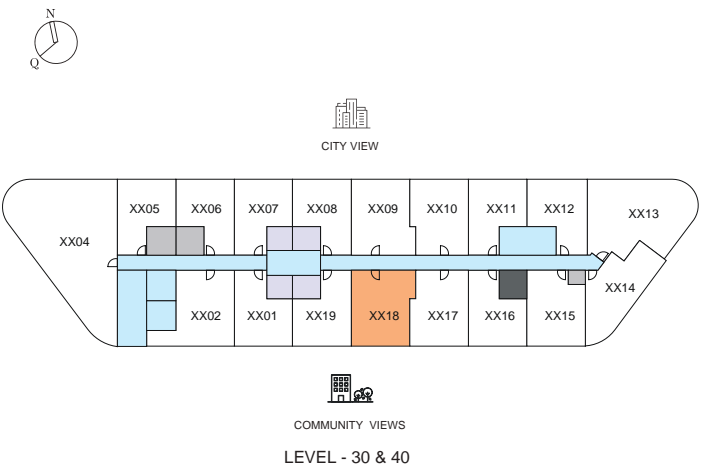 N
Q
CITY VIEW
XX05 XX06 XX07 XX08 XX09 XX10 XX11 XX12 XX13
XX04
XX14
XX02 XX01 XX19 XX18 XX17 XX16 XX15
COMMUNITY VIEWS
LEVEL - 30 & 40